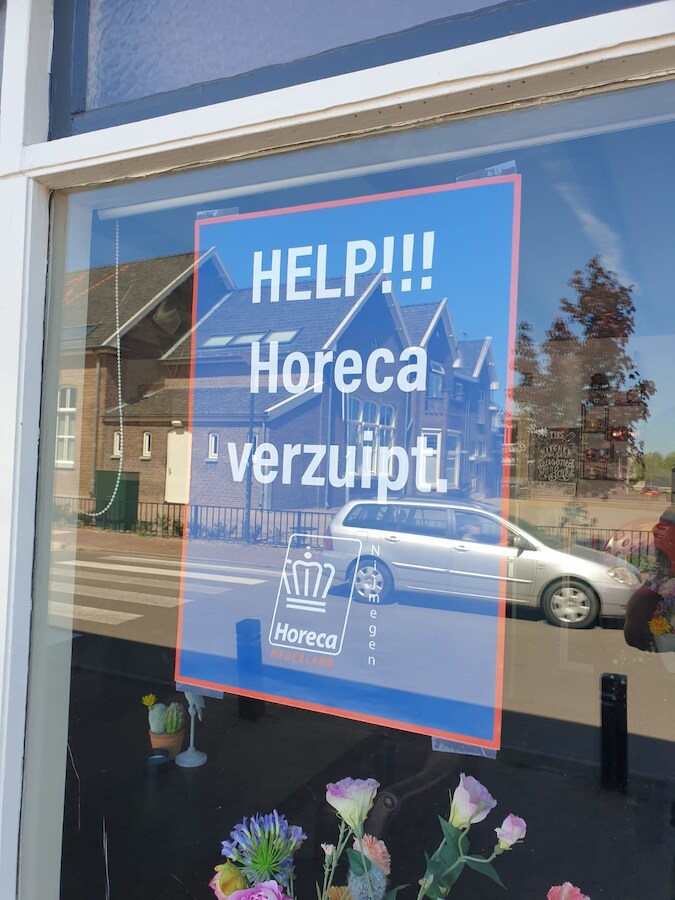 HELP!!!
Horeca
verzuipt.
Horeca
NEDERLAND
Nijmegen